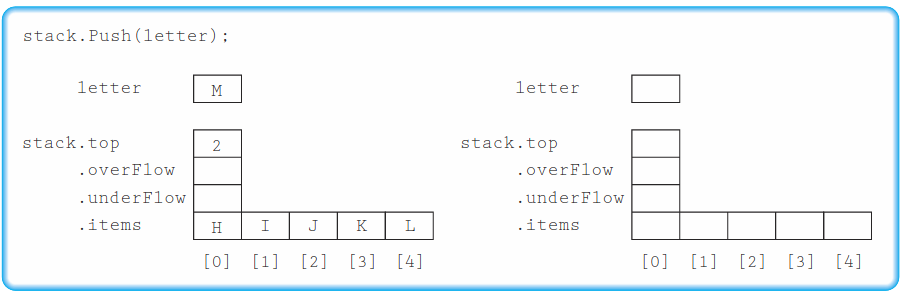 stack.Push(letter);
letter M letter
stack.top 2 stack.top
.overFlow .overFlow
.underFlow .underFlow
.items H I J K L .items
[0] [1] [2] [3] [4] [0] [1] [2] [3] [4]